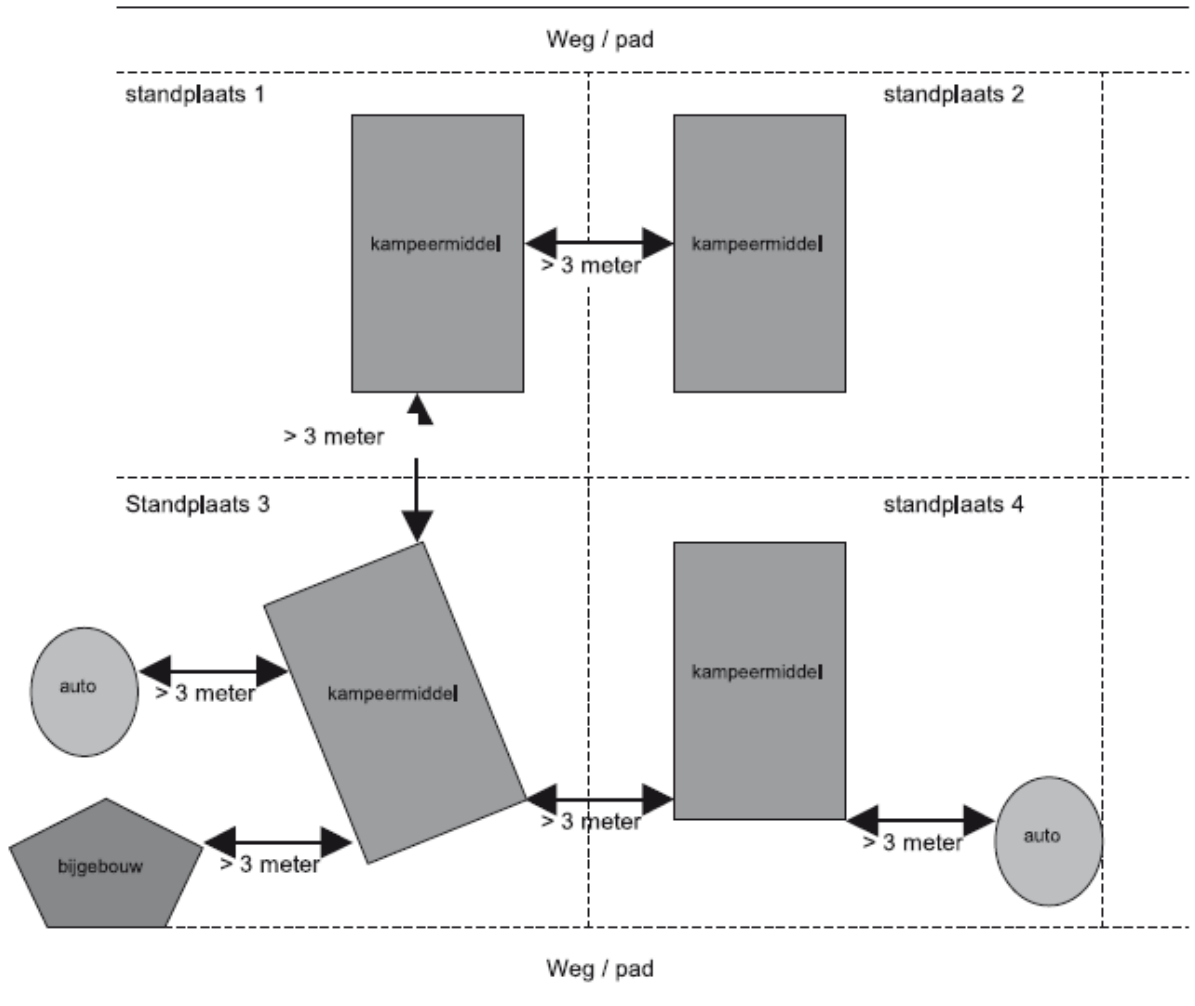 Weg / pad
standplaats 1
standplaats 2
kampeermiddel
kampeermiddel
> 3 meter
> 3 meter
Standplaats 3
standplaats 4
auto
> 3 meter
kampeermiddel
kampeermiddel
> 3 meter
> 3 meter
auto
bijgebouw
> 3 meter
Weg / pad